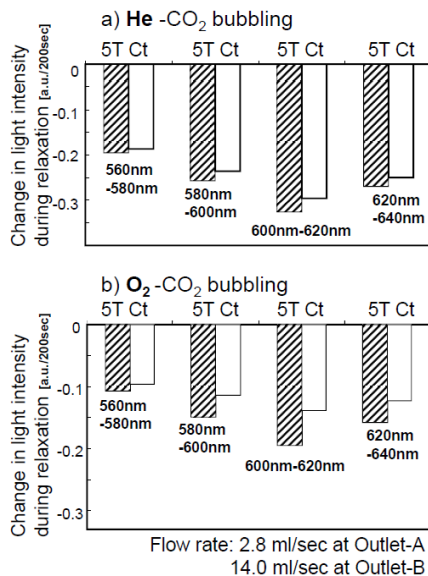 a) He -CO2 bubbling
5T Ct 5T Ct 5T Ct 5T Ct
Change in light intensity
during relaxation [a.u./200sec]
0
-0.1
-0.2
-0.3
560nm
-580nm
580nm
-600nm
600nm-620nm
620nm
-640nm
b) O2 -CO2 bubbling
5T Ct 5T Ct 5T Ct 5T Ct
Change in light intensity
during relaxation [a.u./200sec]
0
-0.1
-0.2
-0.3
560nm
-580nm
580nm
-600nm
600nm-620nm
620nm
-640nm
Flow rate: 2.8 ml/sec at Outlet-A
14.0 ml/sec at Outlet-B